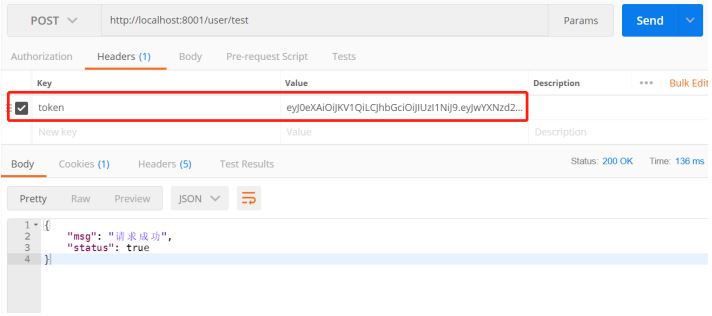 POST http://localhost:8001/user/test Params Send
Authorization Headers (1) Body Pre-request Script Tests
Key Value Description ••• Bulk Edit
token eyJ0eXAiOiJKV1QiLCJhbGciOiJIUzI1NiJ9.eyJwYXNzd2...
New key Value Description
Body Cookies (1) Headers (5) Test Results Status: 200 OK Time: 136 ms
Pretty Raw Preview JSON
1 {
2 "msg": "请求成功",
3 "status": true
4 }